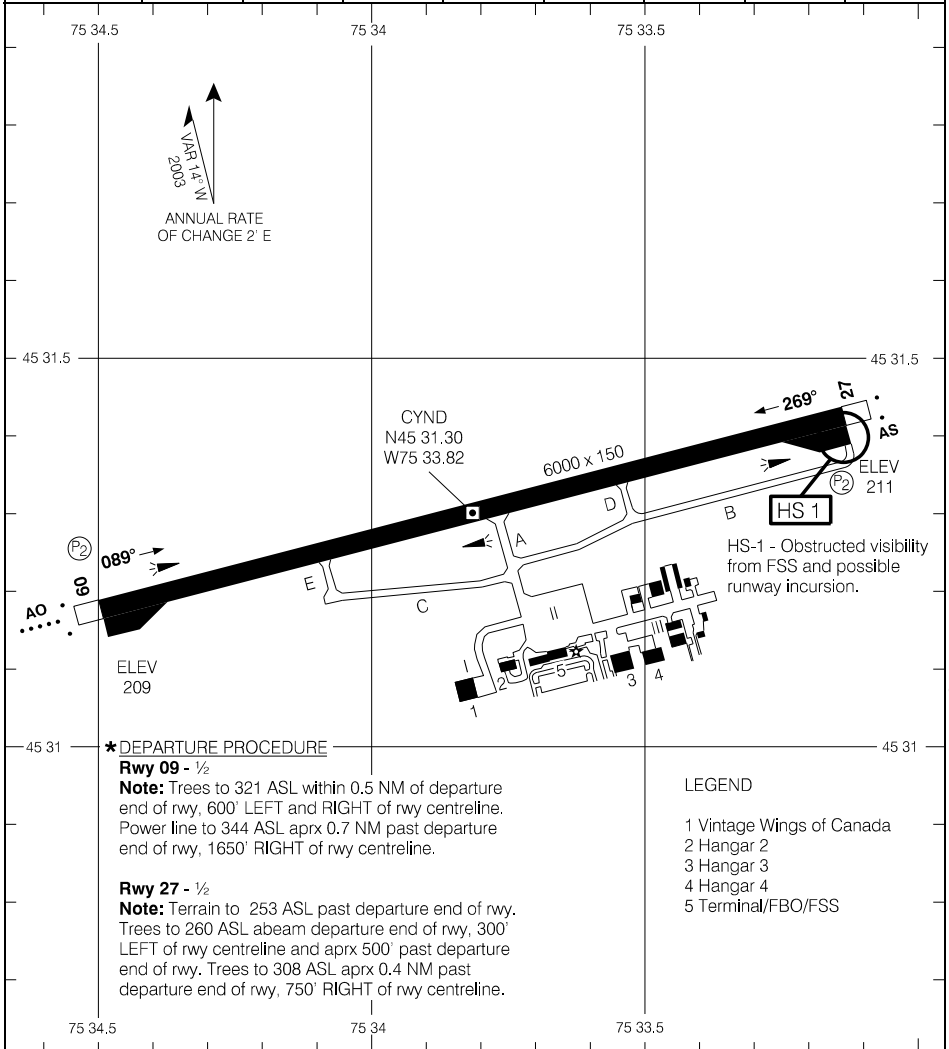 75 34.5
75 34
75 33.5
VAR 14° W
2003
ANNUAL RATE
OF CHANGE 2' E
45 31.5
45 31.5
CYND
N45 31.30
W75 33.82
6000 x 150
269°
27
AS
P2
ELEV
211
HS 1
HS-1 - Obstructed visibility
from FSS and possible
runway incursion.
P2
089°
09
AO
ELEV
209
A
B
C
D
E
I
II
III
1
2
3
4
5
45 31
45 31
*DEPARTURE PROCEDURE
Rwy 09 - ½
Note: Trees to 321 ASL within 0.5 NM of departure
end of rwy, 600' LEFT and RIGHT of rwy centreline.
Power line to 344 ASL aprx 0.7 NM past departure
end of rwy, 1650' RIGHT of rwy centreline.
Rwy 27 - ½
Note: Terrain to 253 ASL past departure end of rwy.
Trees to 260 ASL abeam departure end of rwy, 300'
LEFT of rwy centreline and aprx 500' past departure
end of rwy. Trees to 308 ASL aprx 0.4 NM past
departure end of rwy, 750' RIGHT of rwy centreline.
LEGEND
1 Vintage Wings of Canada
2 Hangar 2
3 Hangar 3
4 Hangar 4
5 Terminal/FBO/FSS
75 34.5
75 34
75 33.5